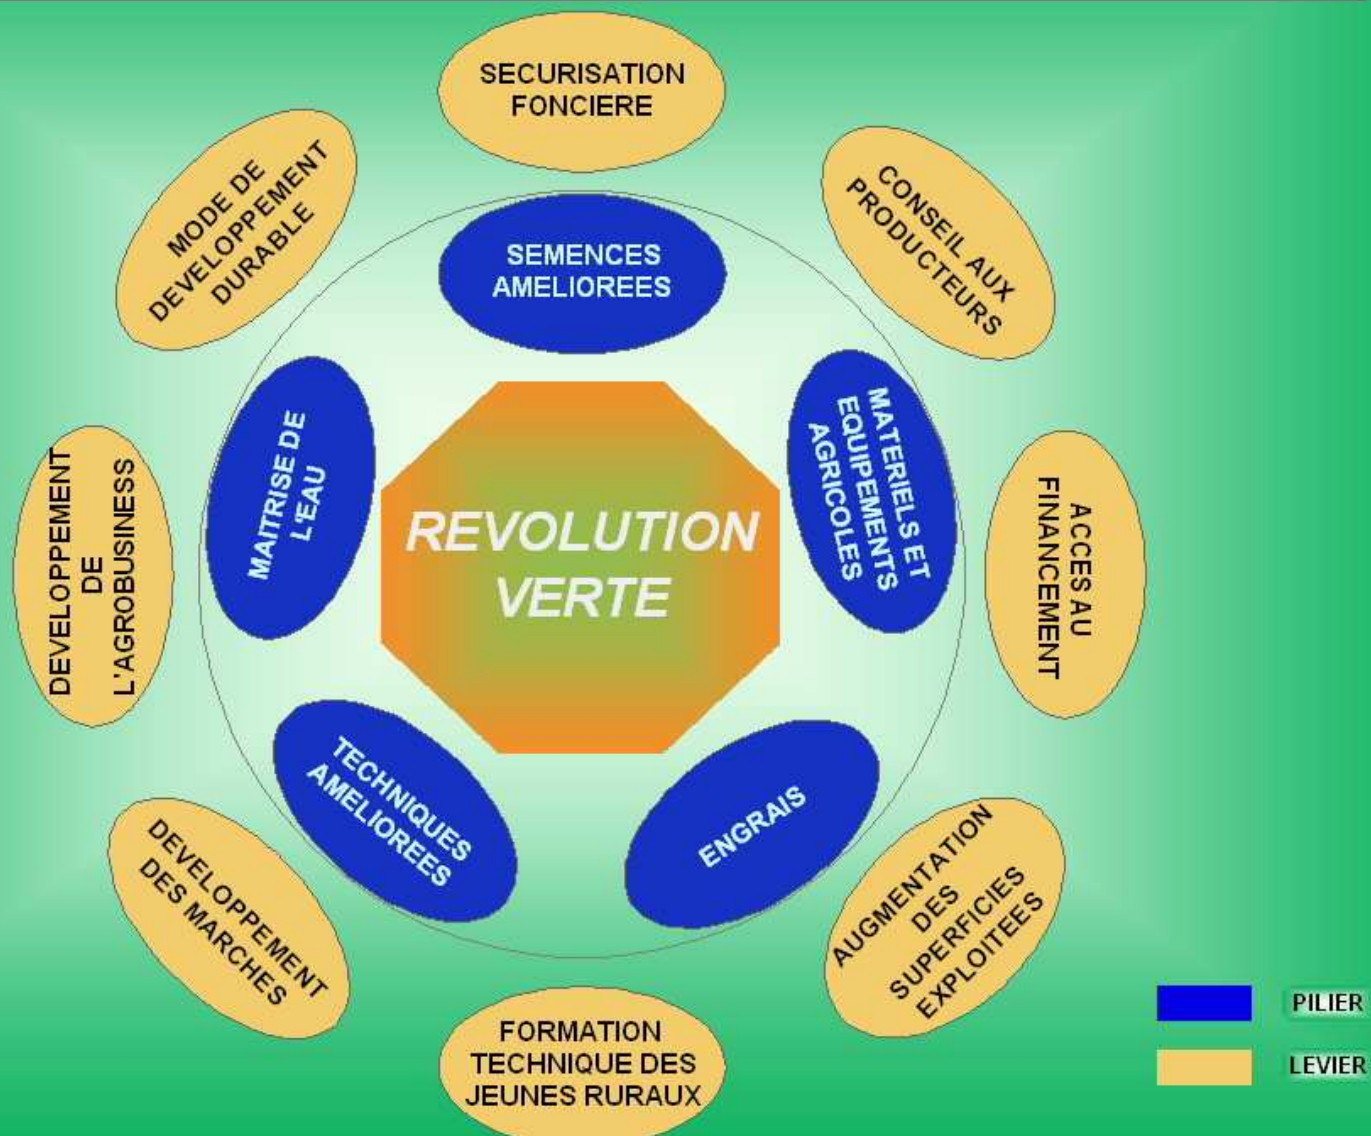 SECURISATION
FONCIERE
MODE DE
DEVELOPPEMENT
DURABLE
CONSEIL AUX
PRODUCTEURS
SEMENCES
AMELIOREES
MAITRISE DE
L'EAU
MATERIELS ET
EQUIPEMENTS
AGRICOLES
DEVELOPPEMENT
DE
L'AGROBUSINESS
REVOLUTION
VERTE
ACCES AU
FINANCEMENT
TECHNIQUES
AMELIOREES
ENGRAIS
DEVELOPPEMENT
DES MARCHES
AUGMENTATION
DES
SUPERFICIES
EXPLOITEES
FORMATION
TECHNIQUE DES
JEUNES RURAUX
PILIER
LEVIER